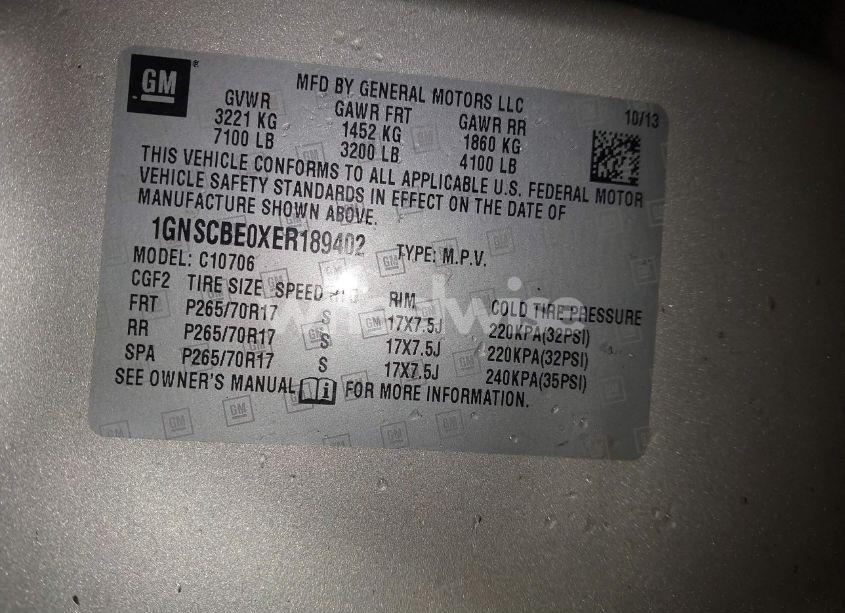 GM
MFD BY GENERAL MOTORS LLC
10/13
GVWR GAWR FRT GAWR RR
3221 KG 1452 KG 1860 KG
7100 LB 3200 LB 4100 LB
THIS VEHICLE CONFORMS TO ALL APPLICABLE U.S. FEDERAL MOTOR
VEHICLE SAFETY STANDARDS IN EFFECT ON THE DATE OF
MANUFACTURE SHOWN ABOVE.
1GNSCBE0XER189402 TYPE: M.P.V.
MODEL: C10706
CGF2 TIRE SIZE SPEED RIM COLD TIRE PRESSURE
FRT P265/70R17 S 17X7.5J 220KPA(32PSI)
RR P265/70R17 S 17X7.5J 220KPA(32PSI)
SPA P265/70R17 S 17X7.5J 240KPA(35PSI)
SEE OWNER'S MANUAL FOR MORE INFORMATION.